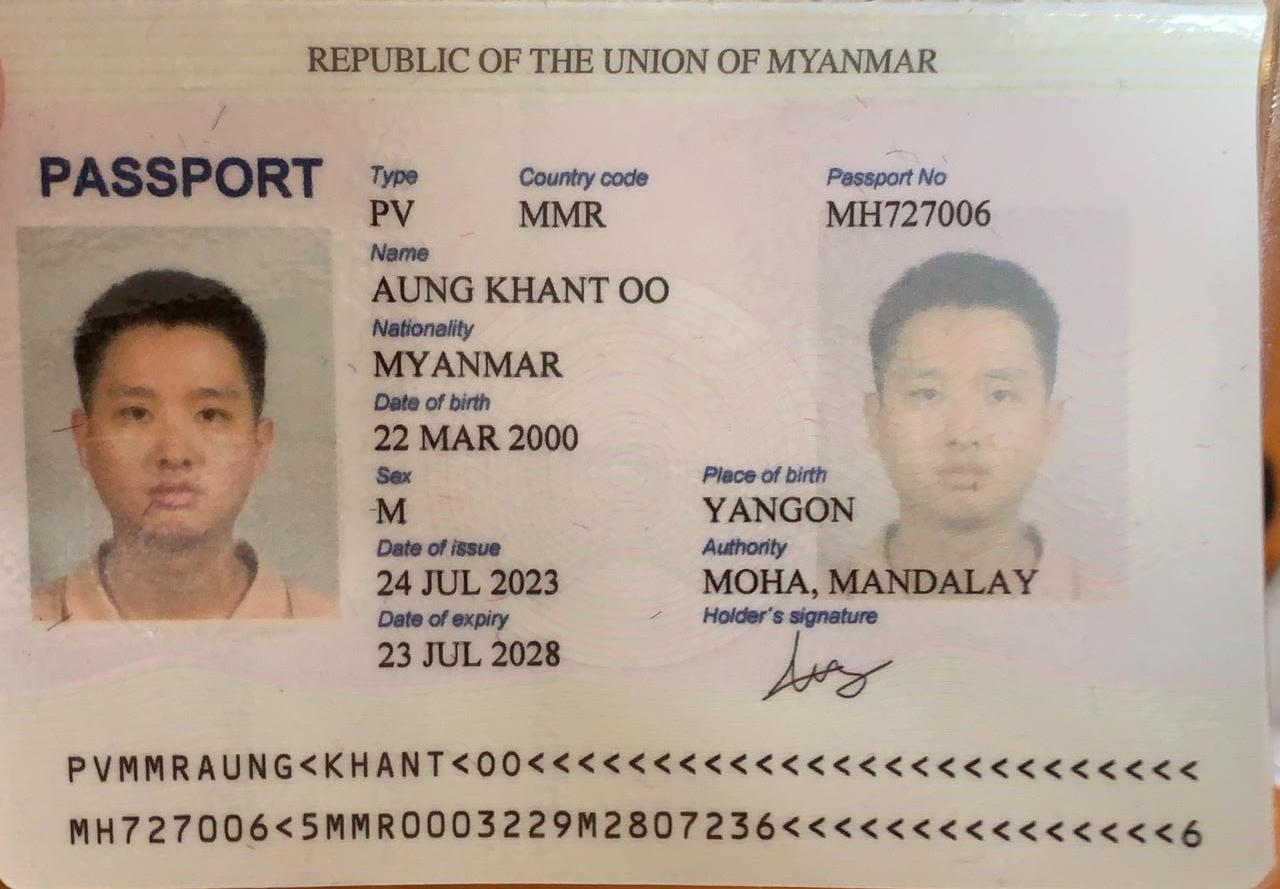 REPUBLIC OF THE UNION OF MYANMAR
PASSPORT
Type Country code Passport No
PV MMR MH727006
Name
AUNG KHANT OO
Nationality
MYANMAR
Date of birth
22 MAR 2000
Sex Place of birth
M YANGON
Date of issue Authority
24 JUL 2023 MOHA, MANDALAY
Date of expiry Holder's signature
23 JUL 2028
PVMMRAUNG<KHANT<OO<<<<<<<<<<<<<<<<<<<<<<<<<<
MH727006<5MMR0003229M2807236<<<<<<<<<<<<<<<6